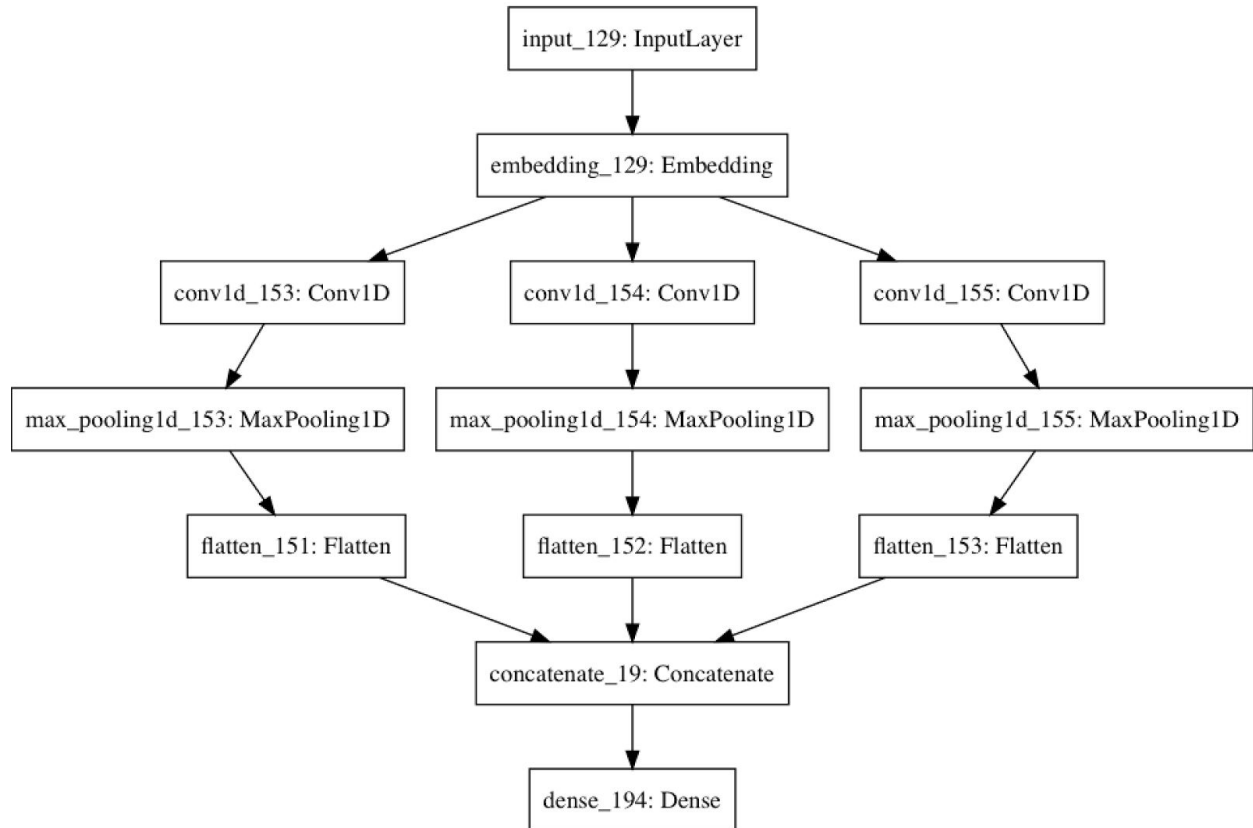 input_129: InputLayer
embedding_129: Embedding
conv1d_153: Conv1D
conv1d_154: Conv1D
conv1d_155: Conv1D
max_pooling1d_153: MaxPooling1D
max_pooling1d_154: MaxPooling1D
max_pooling1d_155: MaxPooling1D
flatten_151: Flatten
flatten_152: Flatten
flatten_153: Flatten
concatenate_19: Concatenate
dense_194: Dense